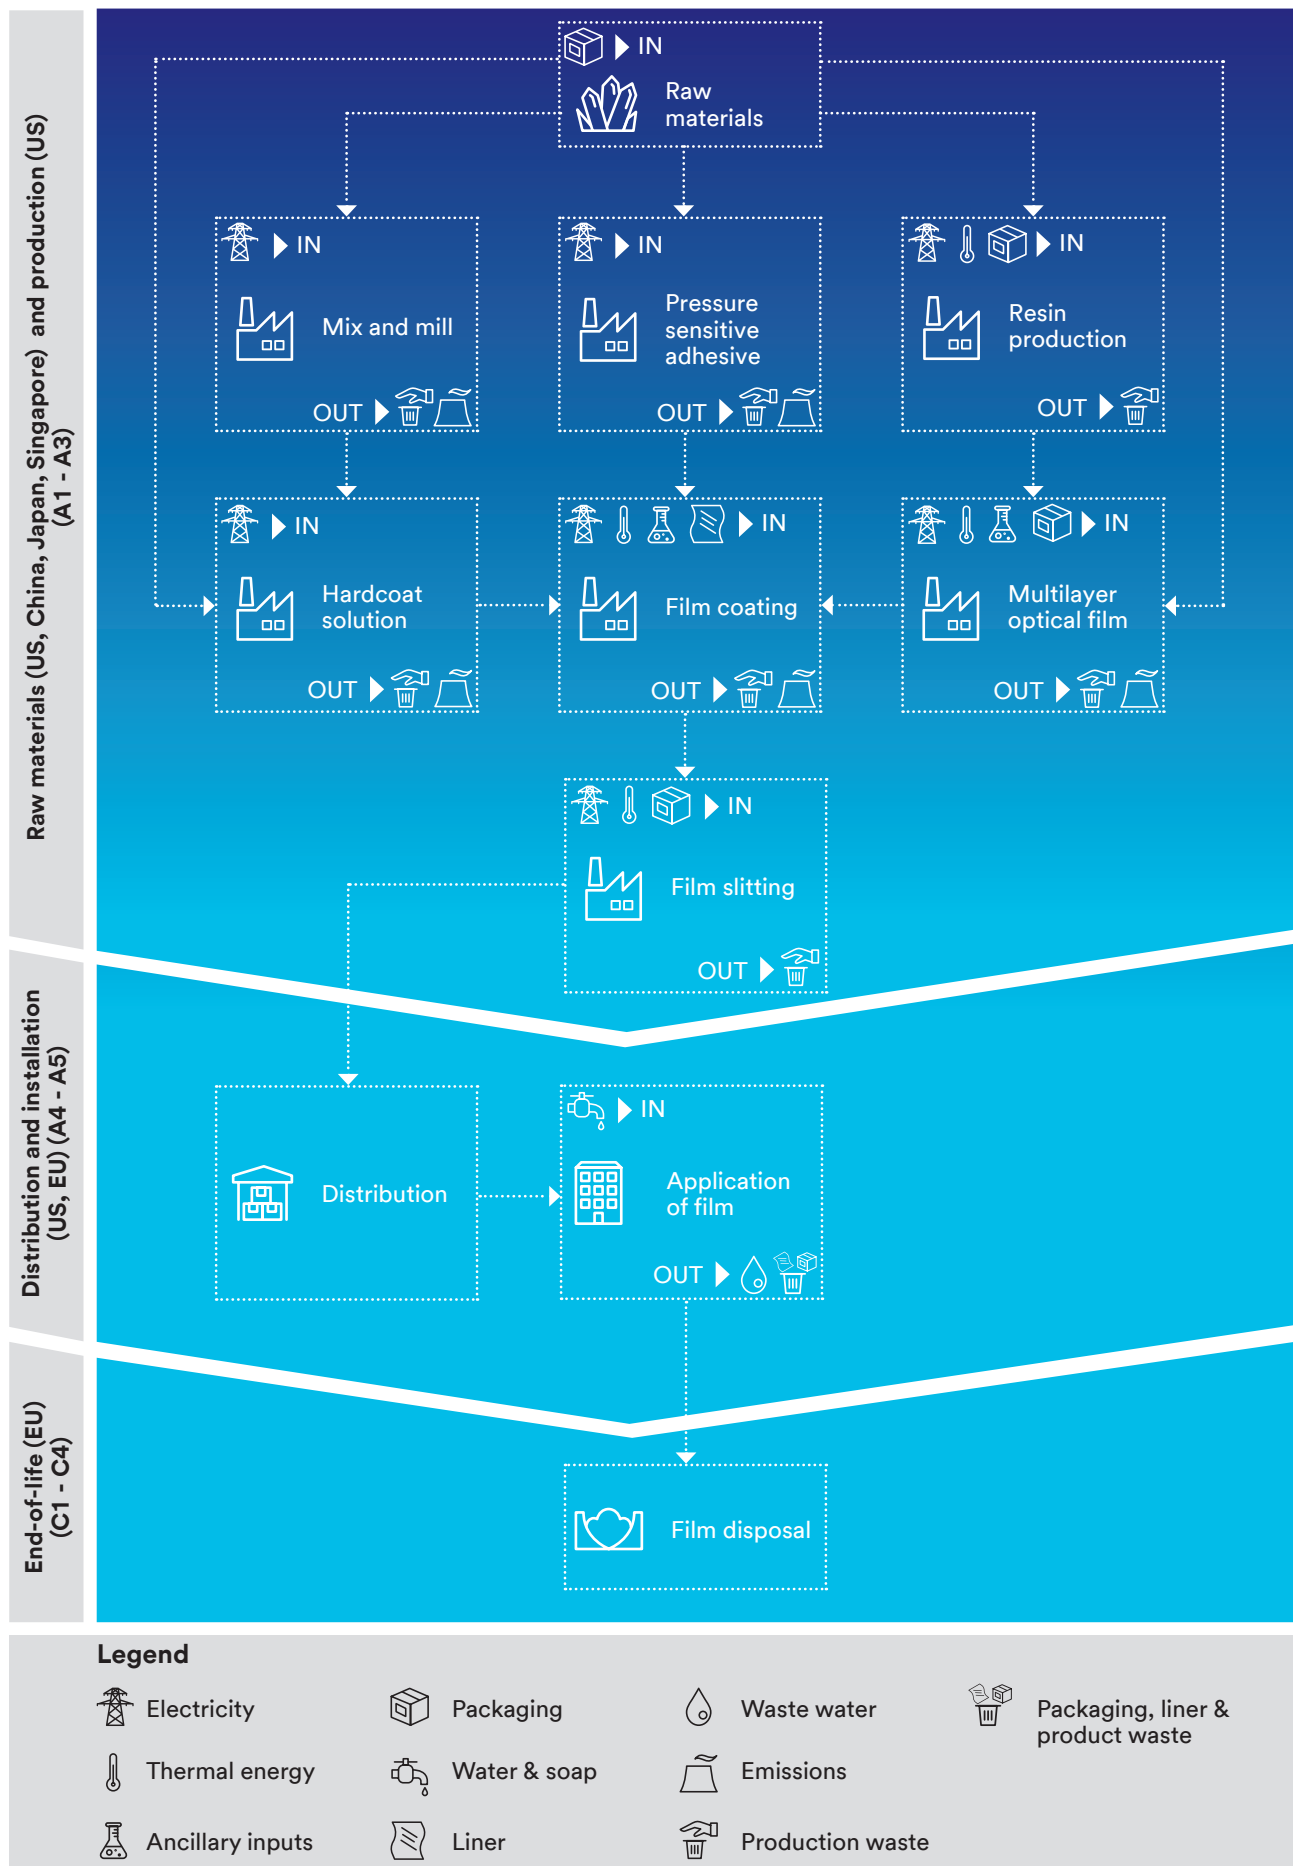 Raw materials (US, China, Japan, Singapore) and production (US)
(A1 - A3)
IN
Raw
materials
IN
Mix and mill
OUT
IN
Pressure
sensitive
adhesive
OUT
IN
Resin
production
OUT
IN
Hardcoat
solution
OUT
IN
Film coating
OUT
IN
Multilayer
optical film
OUT
IN
Film slitting
OUT
Distribution and installation
(US, EU) (A4 - A5)
Distribution
IN
Application
of film
OUT
End-of-life (EU)
(C1 - C4)
Film disposal
Legend
Electricity
Thermal energy
Ancillary inputs
Packaging
Water & soap
Liner
Waste water
Emissions
Production waste
Packaging, liner &
product waste